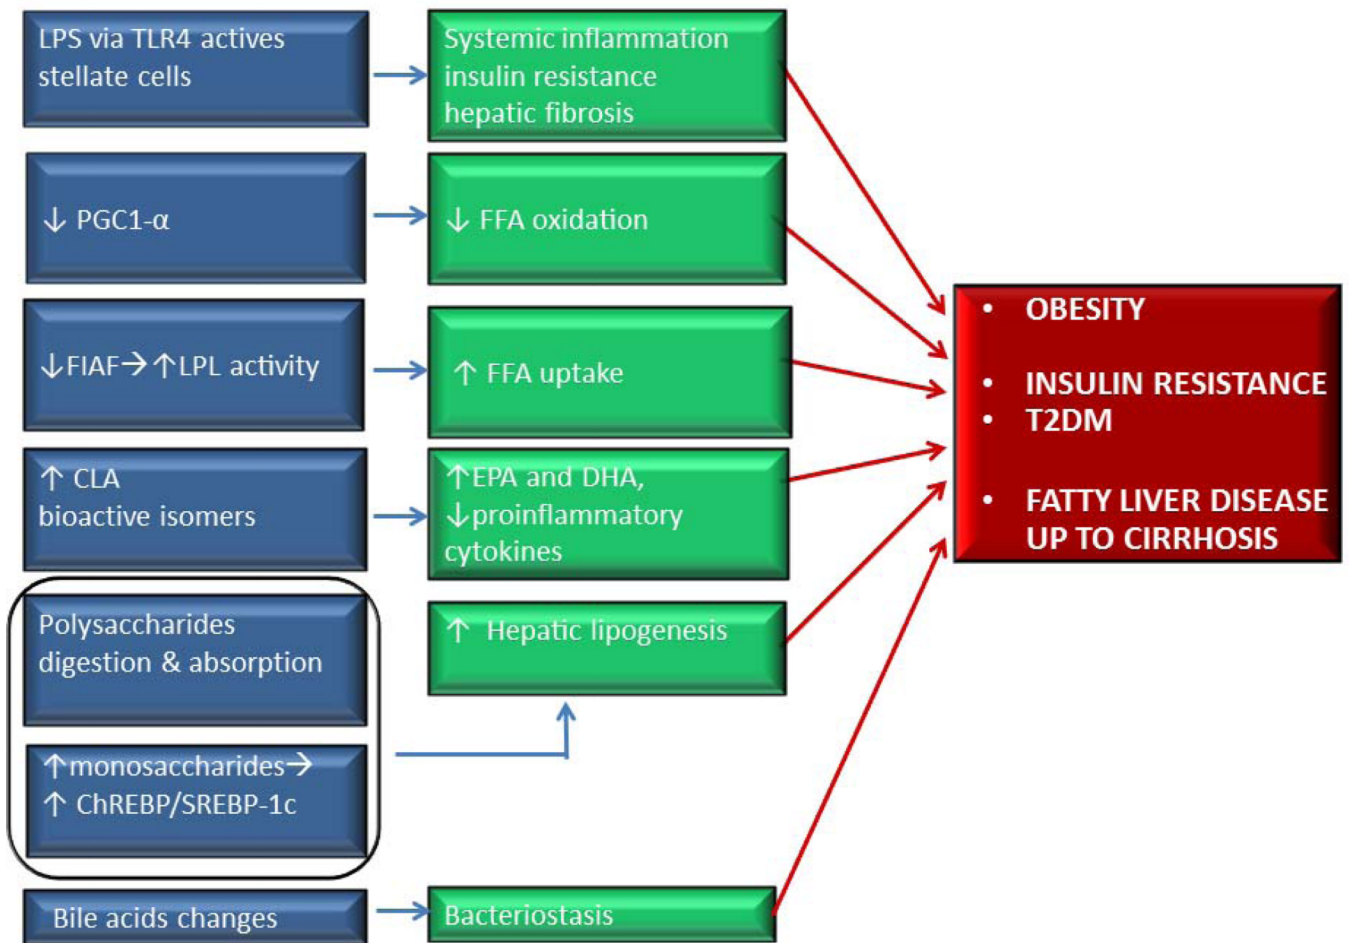 LPS via TLR4 actives
stellate cells
Systemic inflammation
insulin resistance
hepatic fibrosis
↓ PGC1-α
↓ FFA oxidation
↓FIAF→↑LPL activity
↑ FFA uptake
↑ CLA
bioactive isomers
↑EPA and DHA,
↓proinflammatory
cytokines
Polysaccharides
digestion & absorption
↑monosaccharides→
↑ ChREBP/SREBP-1c
↑ Hepatic lipogenesis
Bile acids changes
Bacteriostasis
• OBESITY
• INSULIN RESISTANCE
• T2DM
• FATTY LIVER DISEASE
UP TO CIRRHOSIS